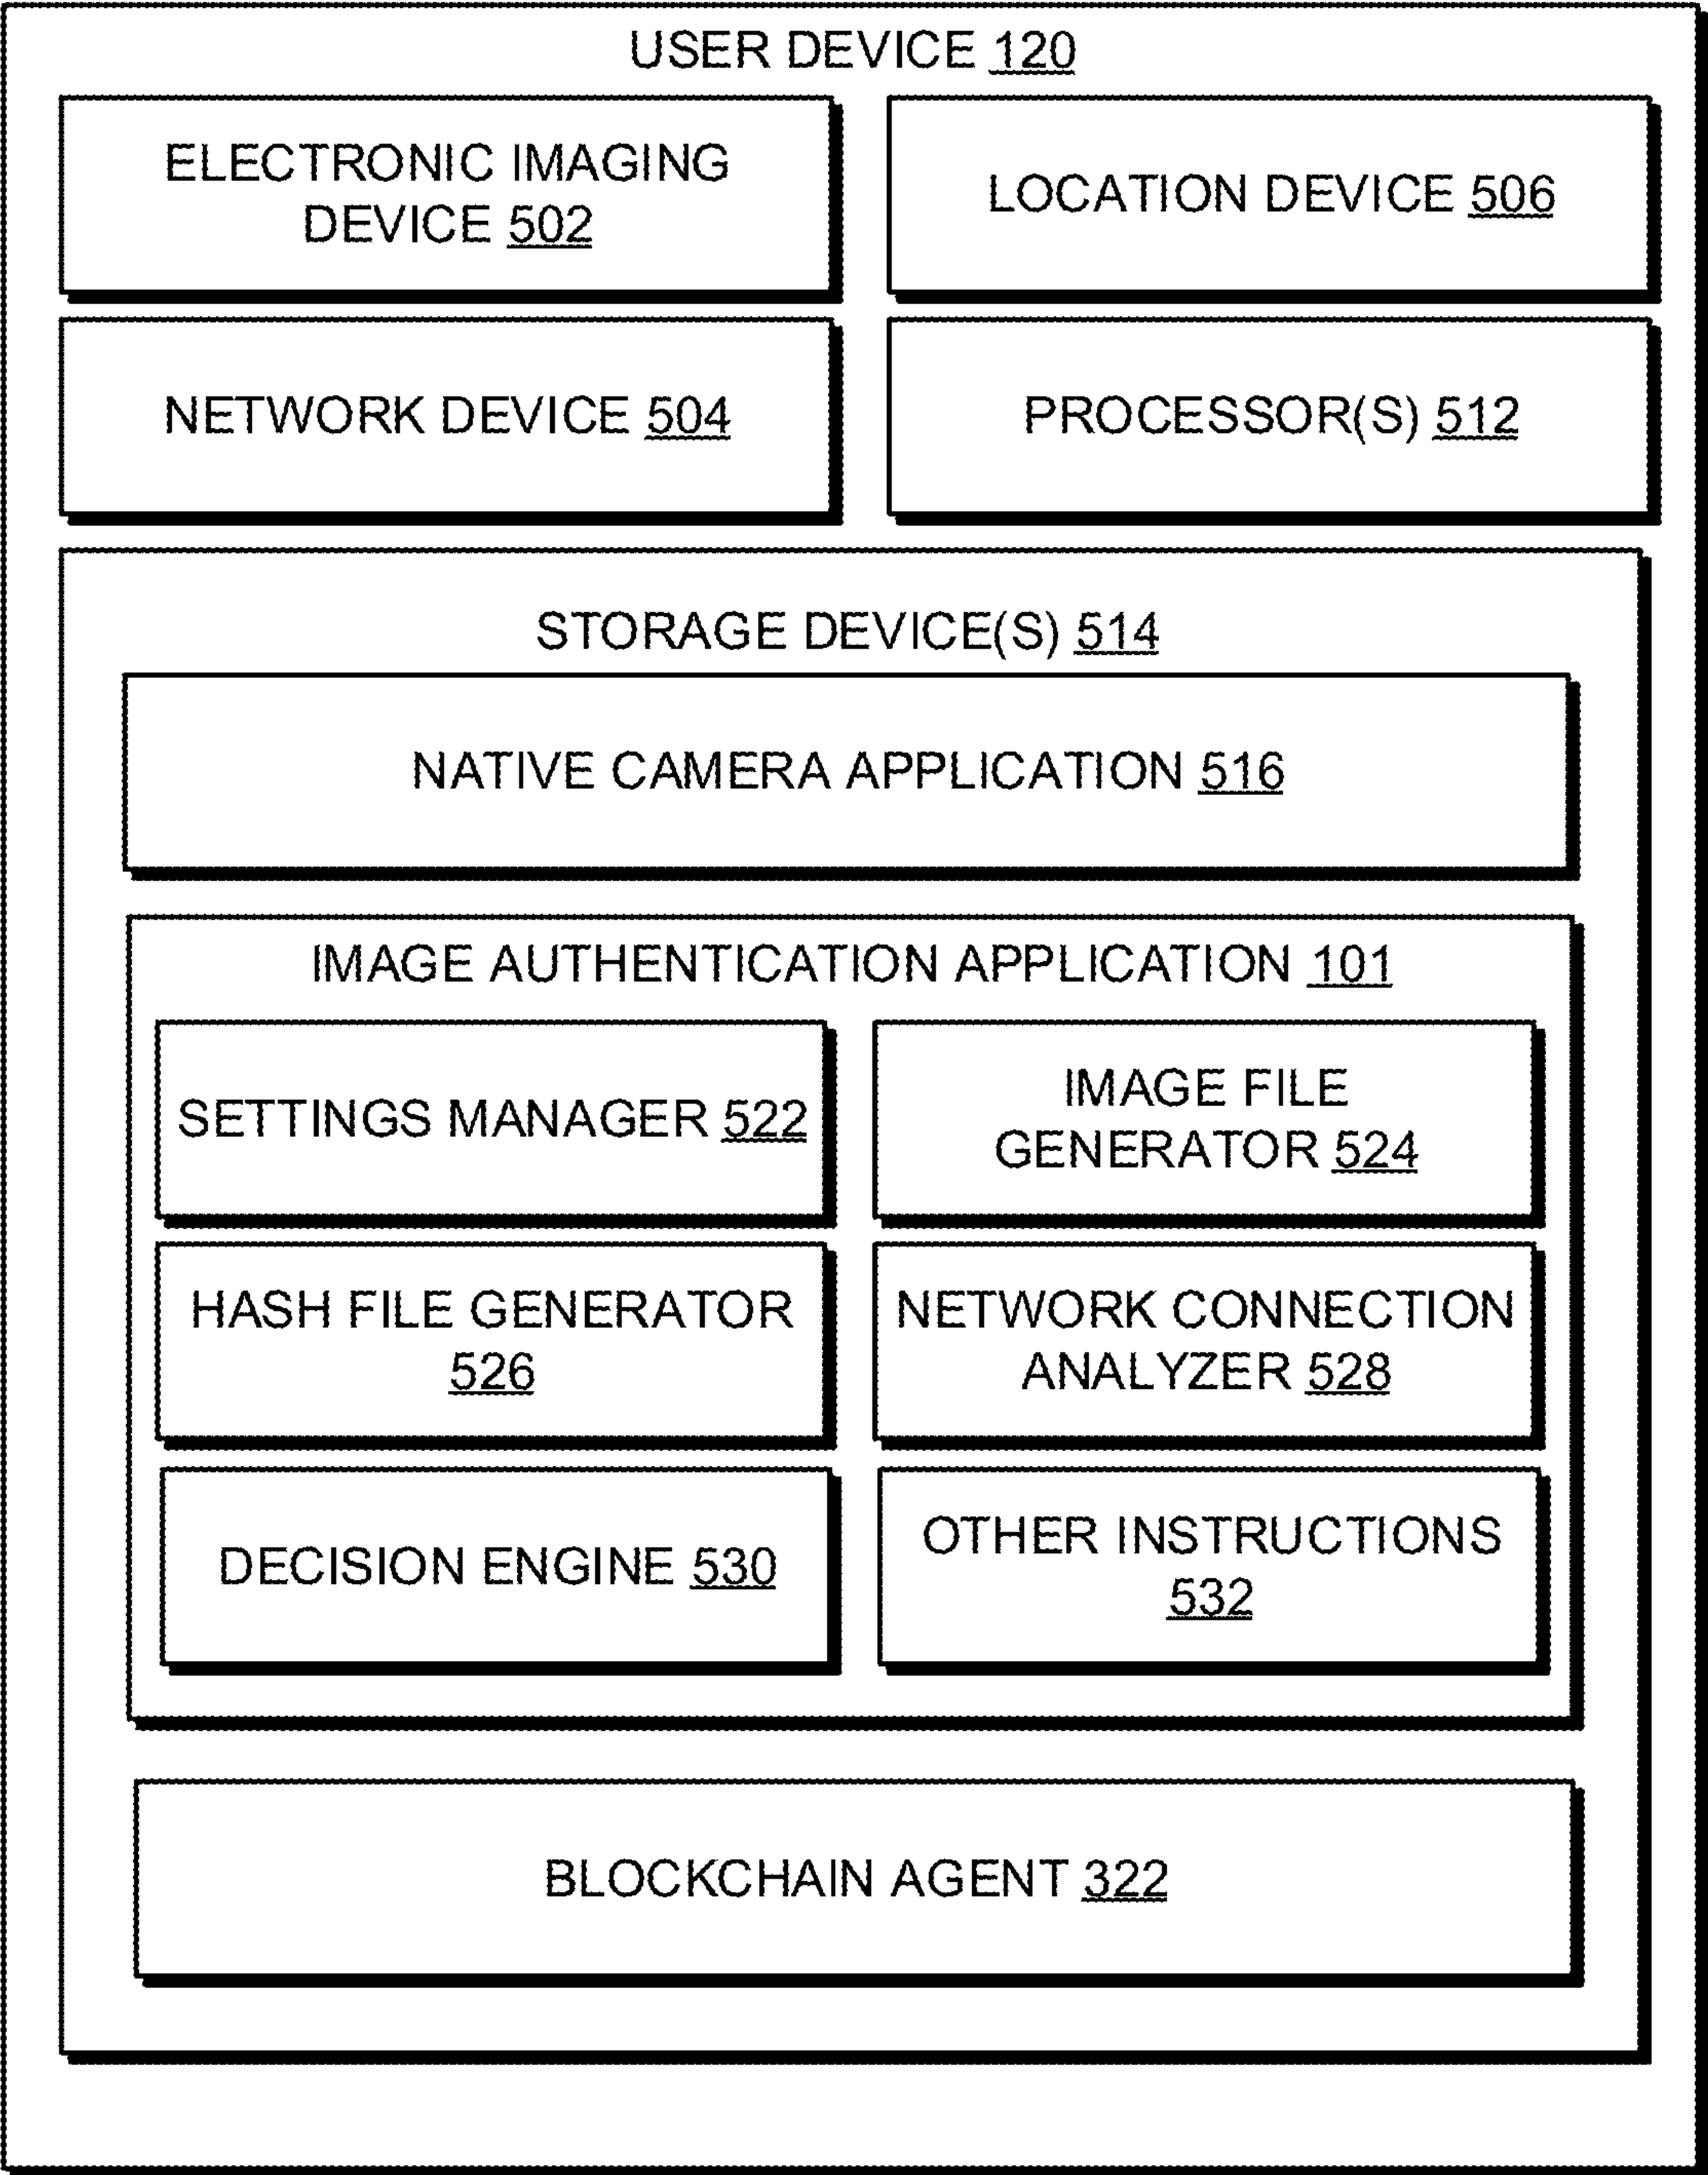 USER DEVICE 120
ELECTRONIC IMAGING
DEVICE 502
LOCATION DEVICE 506
NETWORK DEVICE 504
PROCESSOR(S) 512
STORAGE DEVICE(S) 514
NATIVE CAMERA APPLICATION 516
IMAGE AUTHENTICATION APPLICATION 101
SETTINGS MANAGER 522
IMAGE FILE
GENERATOR 524
HASH FILE GENERATOR
526
NETWORK CONNECTION
ANALYZER 528
DECISION ENGINE 530
OTHER INSTRUCTIONS
532
BLOCKCHAIN AGENT 322